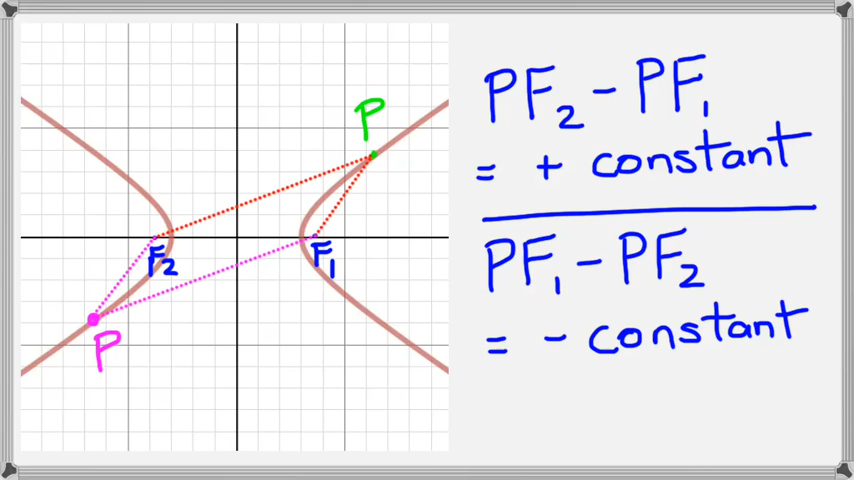 P
F₂
F₁
P
PF₂ – PF₁
= + constant
PF₁ – PF₂
= – constant